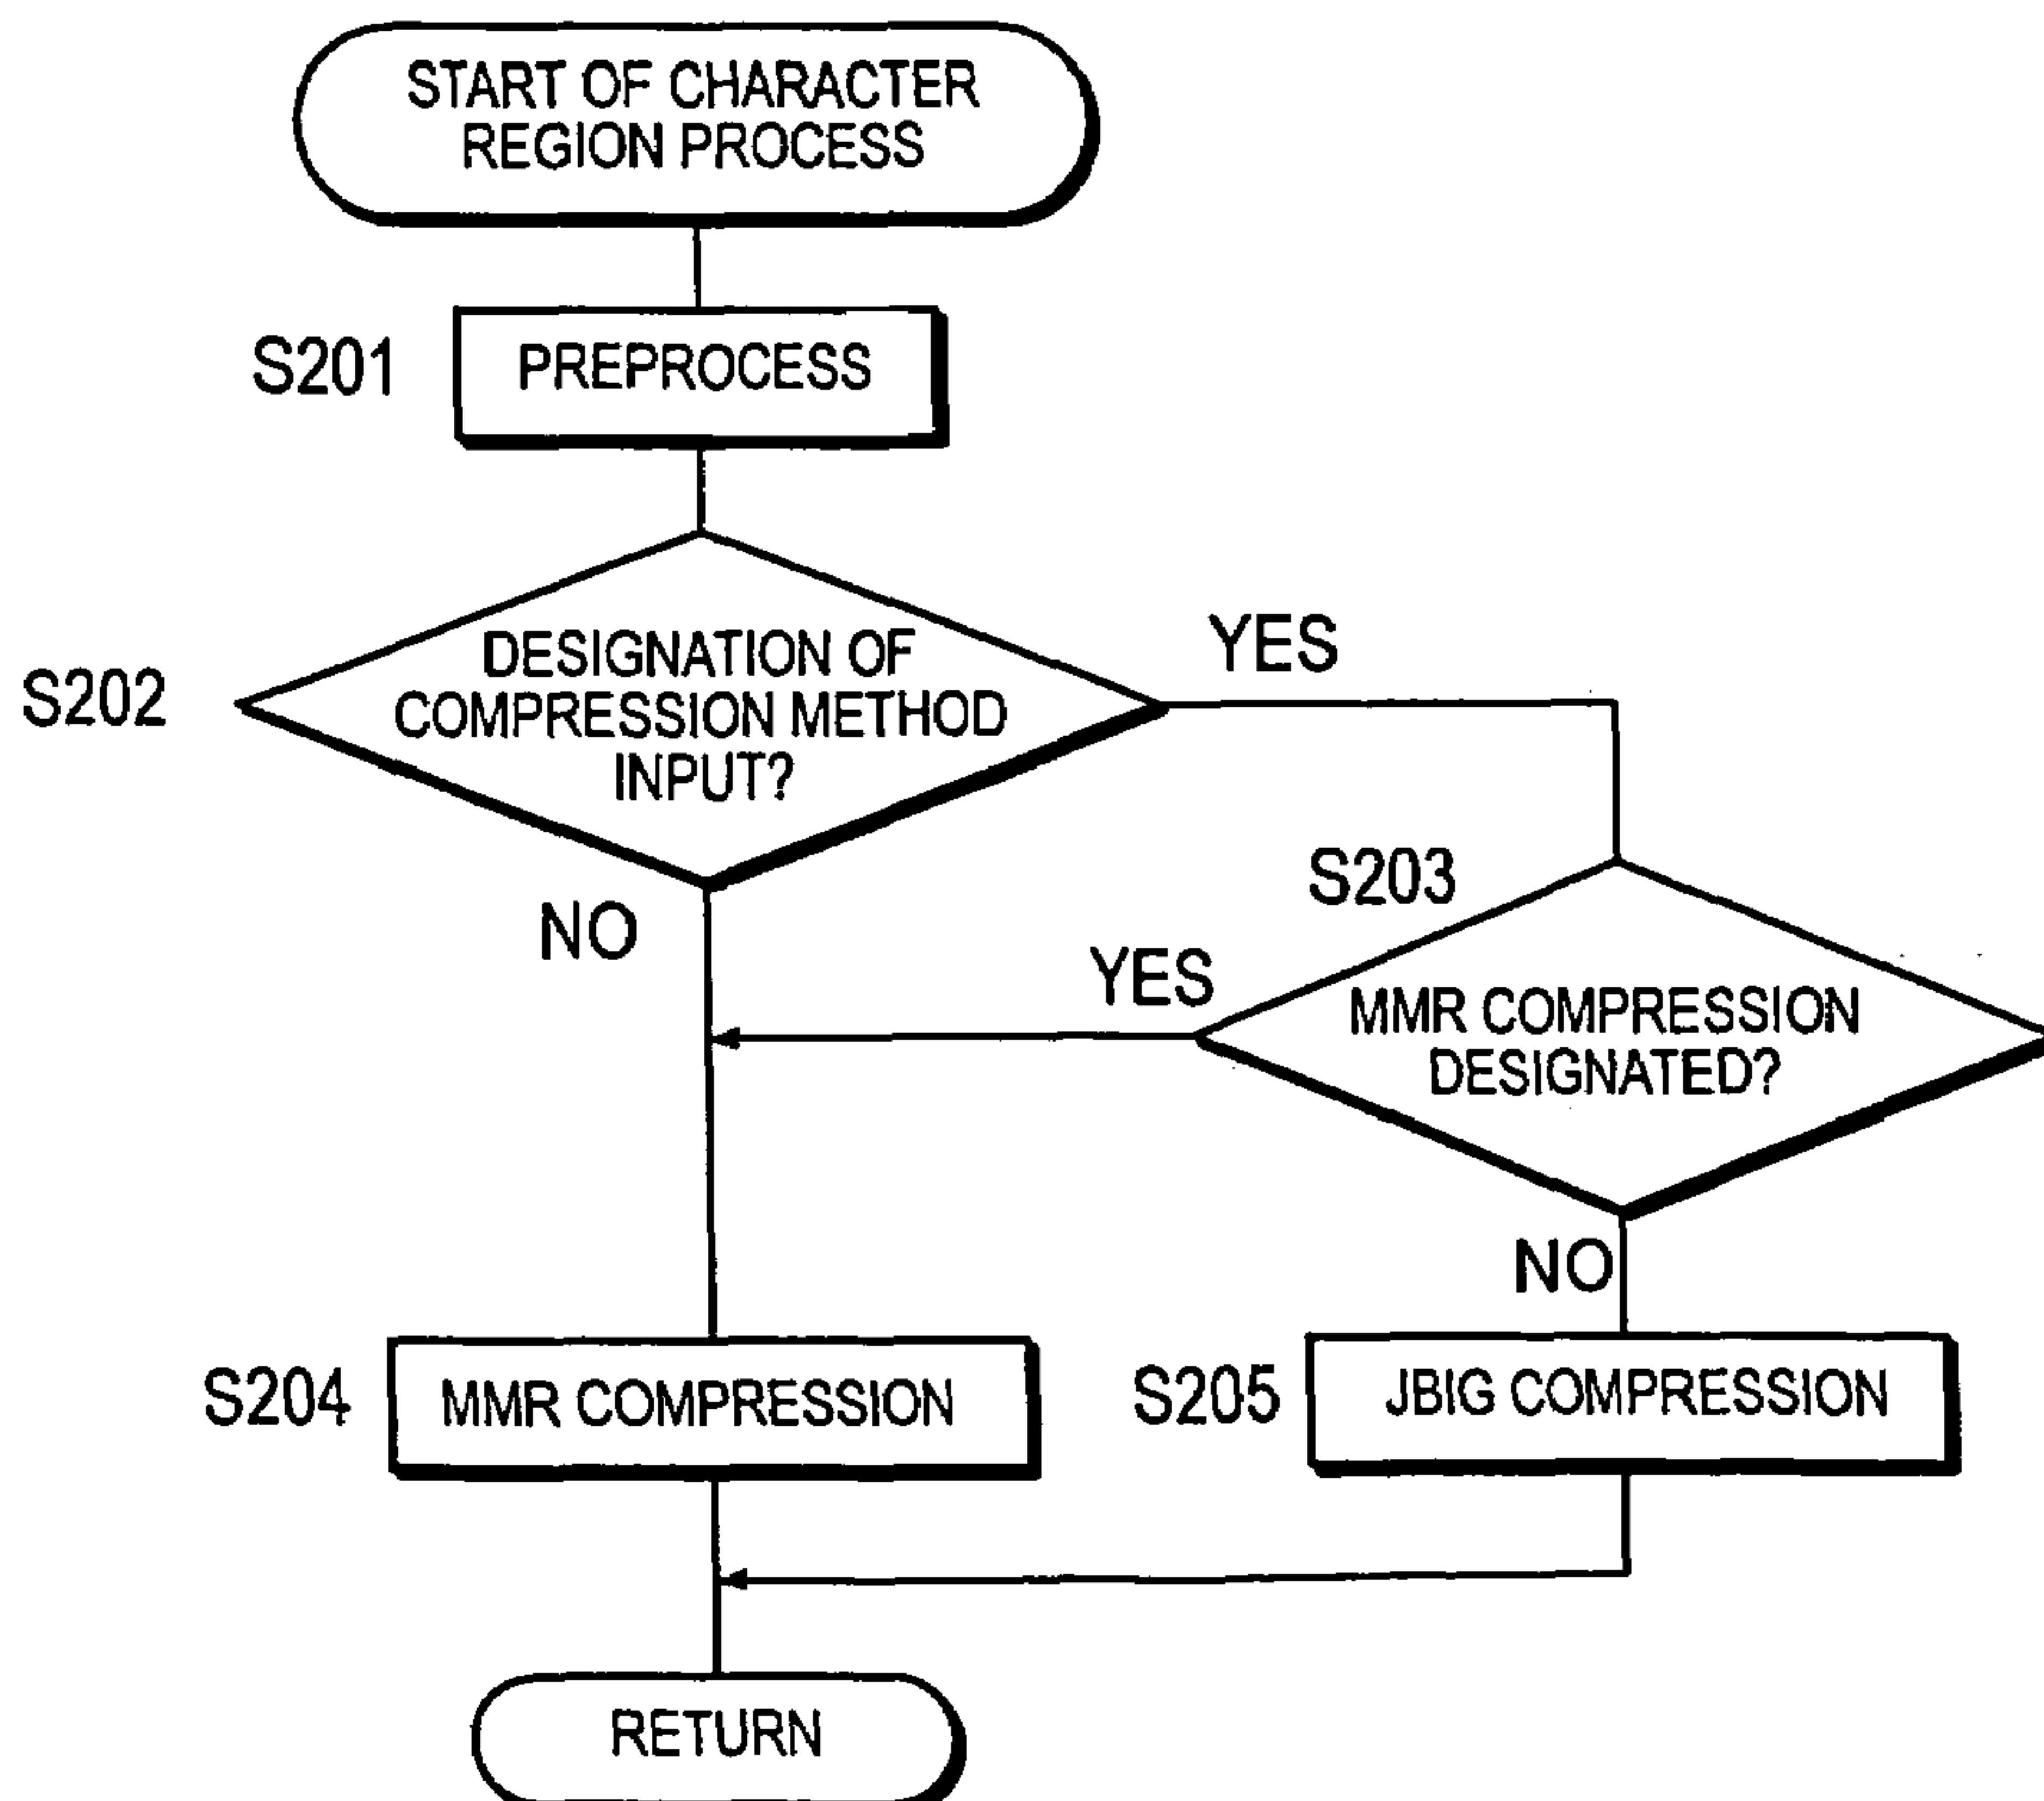 START OF CHARACTER
REGION PROCESS
S201
PREPROCESS
S202
DESIGNATION OF
COMPRESSION METHOD
INPUT?
YES
NO
S203
MMR COMPRESSION
DESIGNATED?
YES
NO
S204
MMR COMPRESSION
S205
JBIG COMPRESSION
RETURN